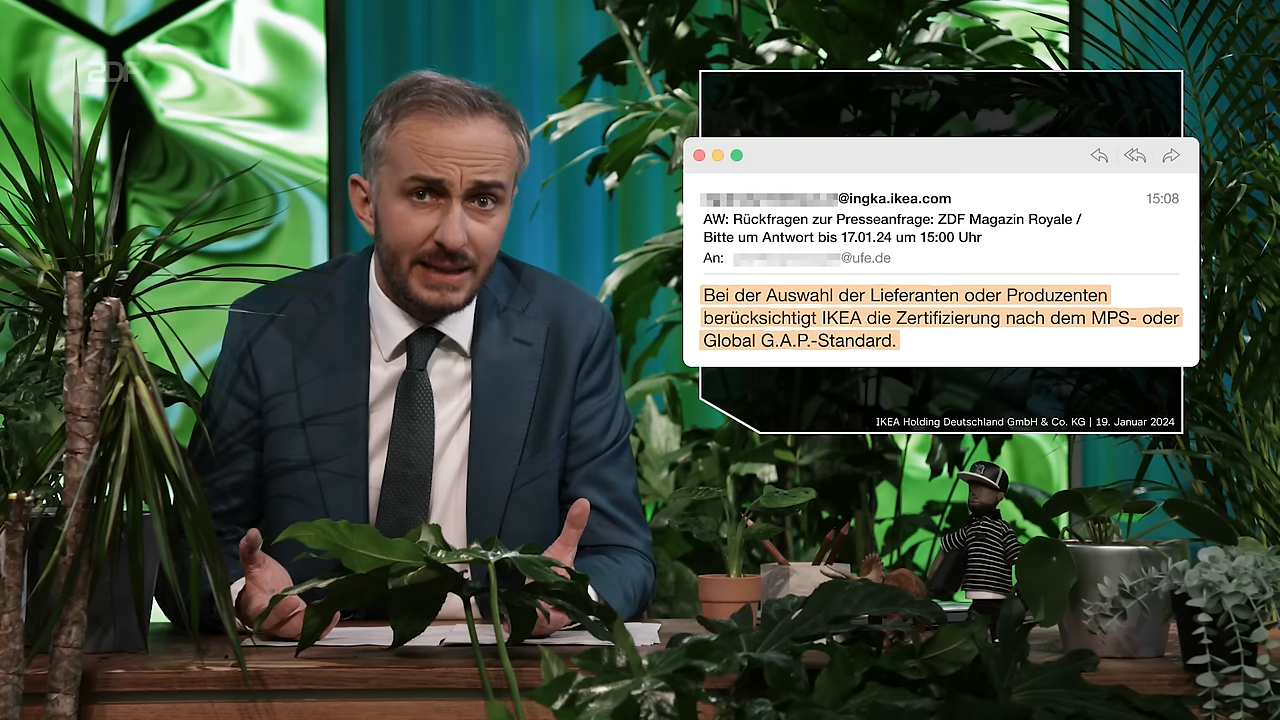 ZDF
@ingka.ikea.com 15:08
AW: Rückfragen zur Presseanfrage: ZDF Magazin Royale /
Bitte um Antwort bis 17.01.24 um 15:00 Uhr
An: @ufe.de
Bei der Auswahl der Lieferanten oder Produzenten
berücksichtigt IKEA die Zertifizierung nach dem MPS- oder
Global G.A.P.-Standard.
IKEA Holding Deutschland GmbH & Co. KG | 19. Januar 2024